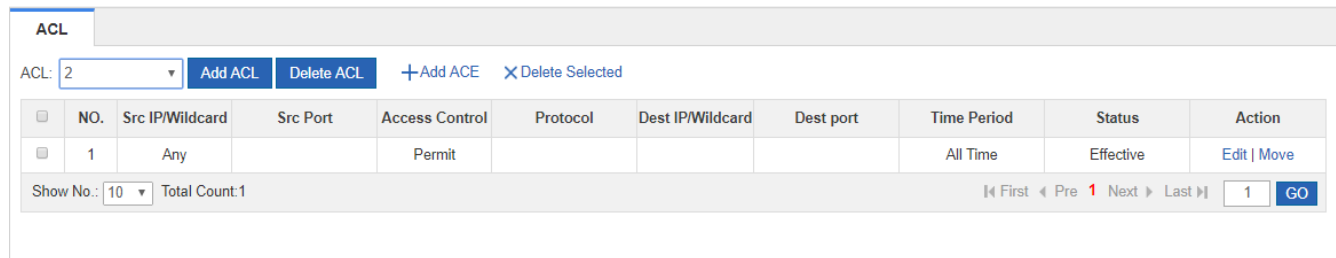 ACL
ACL: 2 Add ACL Delete ACL Add ACE Delete Selected
NO. Src IP/Wildcard Src Port Access Control Protocol Dest IP/Wildcard Dest port Time Period Status Action
1 Any Permit All Time Effective Edit | Move
Show No.: 10 Total Count:1 First Pre 1 Next Last 1 GO